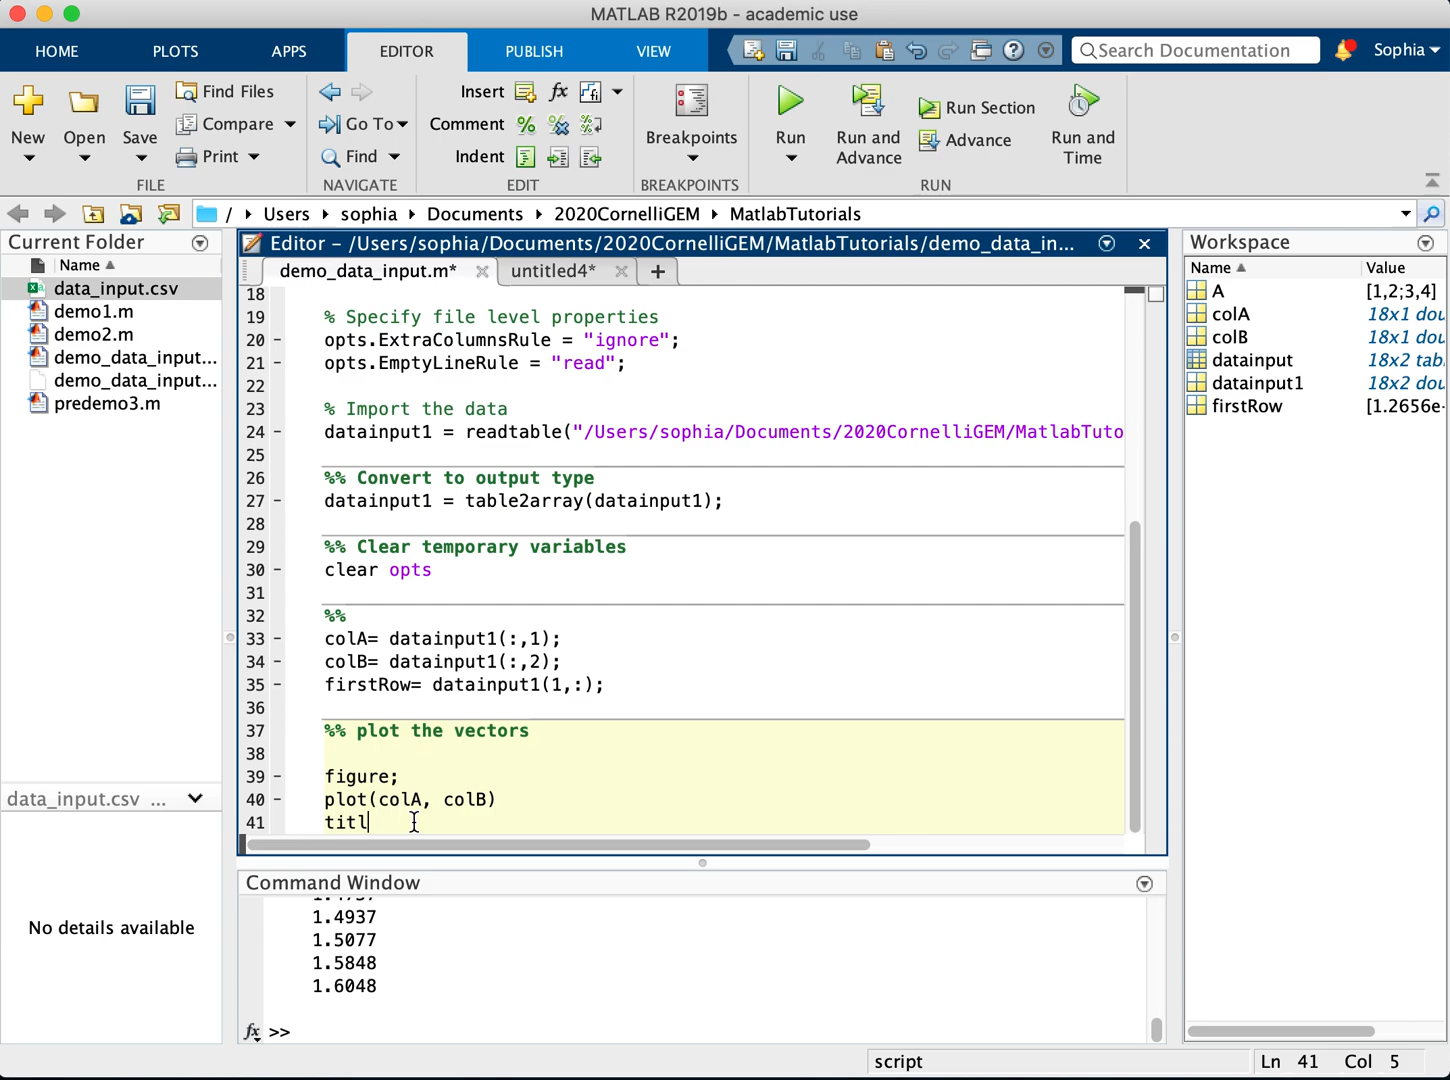 MATLAB R2019b - academic use
HOME PLOTS APPS EDITOR PUBLISH VIEW Search Documentation Sophia
New Open Save Find Files Compare Print
FILE
Go To Find
NAVIGATE
Insert fx
Comment
Indent
EDIT
Breakpoints
BREAKPOINTS
Run Run and Advance Run Section Advance Run and Time
RUN
/ Users sophia Documents 2020CornelliGEM MatlabTutorials
Current Folder
Name
data_input.csv
demo1.m
demo2.m
demo_data_input...
demo_data_input...
predemo3.m
data_input.csv ...
No details available
Editor - /Users/sophia/Documents/2020CornelliGEM/MatlabTutorials/demo_data_in...
demo_data_input.m* untitled4*
18
19 % Specify file level properties
20 - opts.ExtraColumnsRule = "ignore";
21 - opts.EmptyLineRule = "read";
22
23 % Import the data
24 - datainput1 = readtable("/Users/sophia/Documents/2020CornelliGEM/MatlabTuto
25
26 %% Convert to output type
27 - datainput1 = table2array(datainput1);
28
29 %% Clear temporary variables
30 - clear opts
31
32 %%
33 - colA= datainput1(:,1);
34 - colB= datainput1(:,2);
35 - firstRow= datainput1(1,:);
36
37 %% plot the vectors
38
39 - figure;
40 - plot(colA, colB)
41 titl
Command Window
1.4937
1.5077
1.5848
1.6048
fx >>
Workspace
Name Value
A [1,2;3,4]
colA 18x1 dou
colB 18x1 dou
datainput 18x2 tab
datainput1 18x2 dou
firstRow [1.2656e-
script Ln 41 Col 5